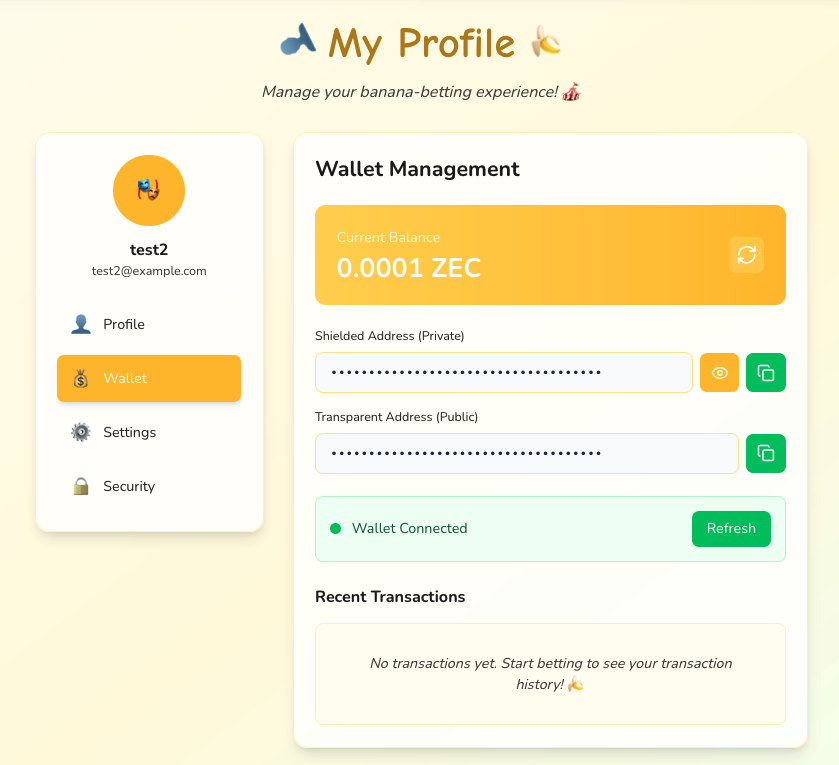 My Profile
Manage your banana-betting experience!
test2
test2@example.com
Profile
Wallet
Settings
Security
Wallet Management
Current Balance
0.0001 ZEC
Shielded Address (Private)
••••••••••••••••••••••••••••••••••••
Transparent Address (Public)
••••••••••••••••••••••••••••••••••••
Wallet Connected
Refresh
Recent Transactions
No transactions yet. Start betting to see your transaction
history!